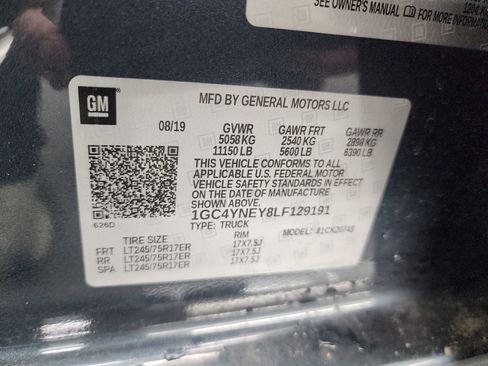 SEE OWNER'S MANUAL
FOR MORE INFORMATION
GM
MFD BY GENERAL MOTORS LLC
08/19 GVWR GAWR FRT GAWR RR
5058 KG 2540 KG 2898 KG
11150 LB 5600 LB 6390 LB
THIS VEHICLE CONFORMS TO ALL
APPLICABLE U.S. FEDERAL MOTOR
VEHICLE SAFETY STANDARDS IN
EFFECT ON THE DATE OF
MANUFACTURE SHOWN ABOVE.
1GC4YNEY8LF129191
626D TYPE: TRUCK
TIRE SIZE RIM
FRT LT245/75R17ER 17X7.5J
RR LT245/75R17ER 17X7.5J
SPA LT245/75R17ER 17X7.5J